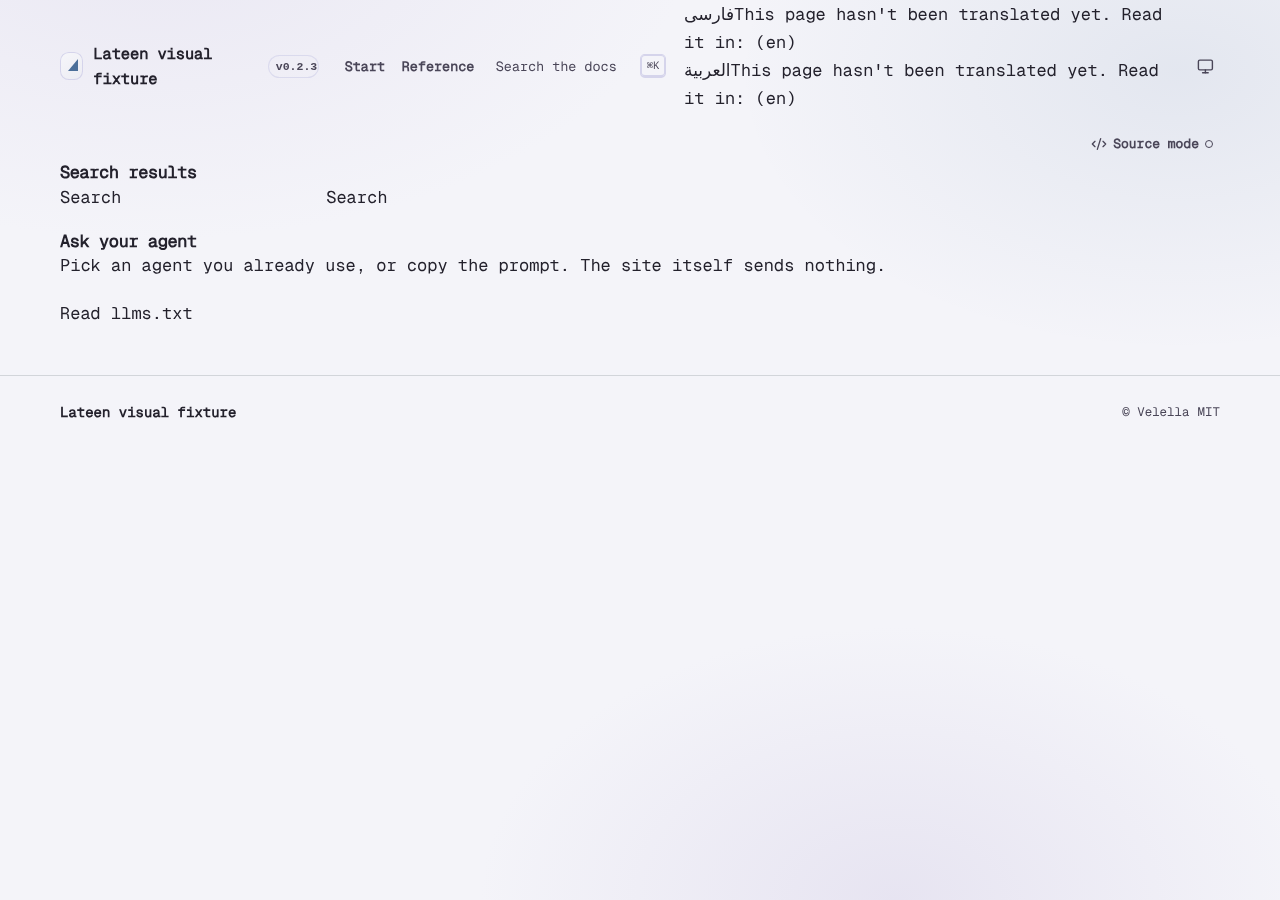 فارسیThis page hasn't been translated yet. Read
it in: (en)
العربيةThis page hasn't been translated yet. Read
it in: (en)
Lateen visual
fixture
v0.2.3
Start Reference Search the docs ⌘K
Source mode
Search results
Search Search
Ask your agent
Pick an agent you already use, or copy the prompt. The site itself sends nothing.
Read llms.txt
Lateen visual fixture
© Velella MIT